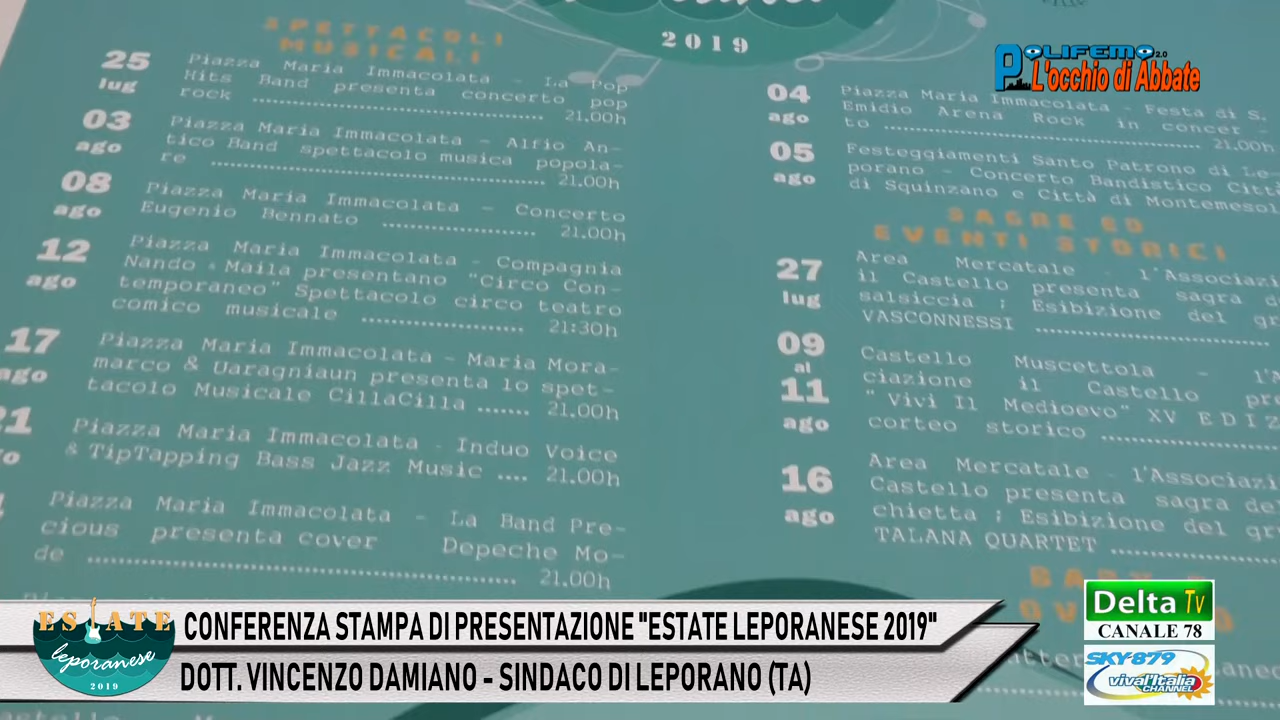 2019
POLIFEMO 2.0
L'occhio di Abbate
SPETTACOLI
MUSICALI
25 lug
Piazza Maria Immacolata - La Pop
Hits Band presenta concerto pop
rock ........ 21.00h
03 ago
Piazza Maria Immacolata - Alfio An-
tico Band spettacolo musica popola-
re ........ 21.00h
08 ago
Piazza Maria Immacolata - Concerto
Eugenio Bennato ........ 21.00h
12 ago
Piazza Maria Immacolata - Compagnia
Nando & Maila presentano "Circo Con-
temporaneo" Spettacolo circo teatro
comico musicale ........ 21:30h
17 ago
Piazza Maria Immacolata - Maria Mora-
marco & Uaragniaun presenta lo spet-
tacolo Musicale CillaCilla ....... 21.00h
21 go
Piazza Maria Immacolata - Induo Voice
& TipTapping Bass Jazz Music .... 21.00h
Piazza Maria Immacolata - La Band Pre-
cious presenta cover Depeche Mo-
de ........ 21.00h
04 ago
Piazza Maria Immacolata - Festa di S.
Emidio Arena Rock in concer -
to ........ 21.00h
05 ago
Festeggiamenti Santo Patrono di Le-
porano - Concerto Bandistico Citt
di Squinzano e Città di Montemesol
SAGRE ED
EVENTI STORICI
27 lug
Area Mercatale - l'Associazi
il Castello presenta sagra d
salsiccia ; Esibizione del gr
VASCONNESSI ........
09 al 11 ago
Castello Muscettola - l'A
ciazione il Castello pre
"Vivi Il Medioevo" XV EDIZ
corteo storico ........
16 ago
Area Mercatale - l'Associazi
Castello presenta sagra de
chietta ; Esibizione del gr
TALANA QUARTET ........
ESTATE
leporanese
2019
CONFERENZA STAMPA DI PRESENTAZIONE "ESTATE LEPORANESE 2019"
DOTT. VINCENZO DAMIANO - SINDACO DI LEPORANO (TA)
Delta Tv
CANALE 78
SKY-879
viva l'Italia
CHANNEL